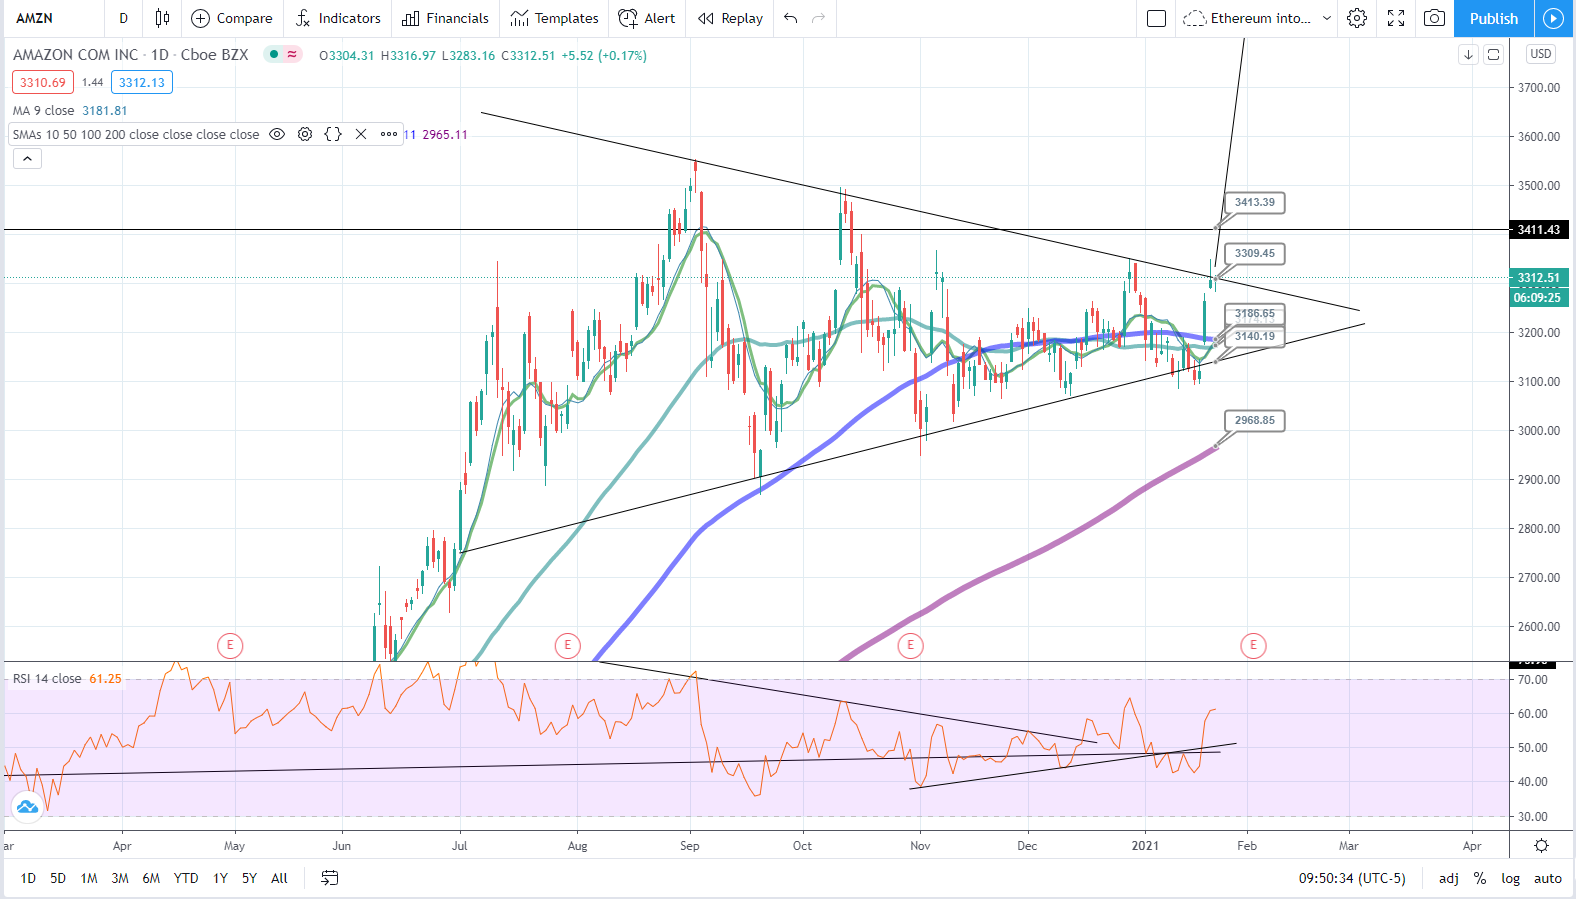 AMZN D Compare Indicators Financials Templates Alert Replay Ethereum into... Publish
AMAZON COM INC · 1D · Cboe BZX O3304.31 H3316.97 L3283.16 C3312.51 +5.52 (+0.17%)
3310.69 1.44 3312.13
MA 9 close 3181.81
SMAs 10 50 100 200 close close close close 11 2965.11
USD
3700.00
3600.00
3500.00
3411.43
3312.51
06:09:25
3200.00
3100.00
3000.00
2900.00
2800.00
2700.00
2600.00
3413.39
3309.45
3186.65
3140.19
2968.85
E E E E
RSI 14 close 61.25
70.00
60.00
50.00
40.00
30.00
ar Apr May Jun Jul Aug Sep Oct Nov Dec 2021 Feb Mar Apr
1D 5D 1M 3M 6M YTD 1Y 5Y All 09:50:34 (UTC-5) adj % log auto